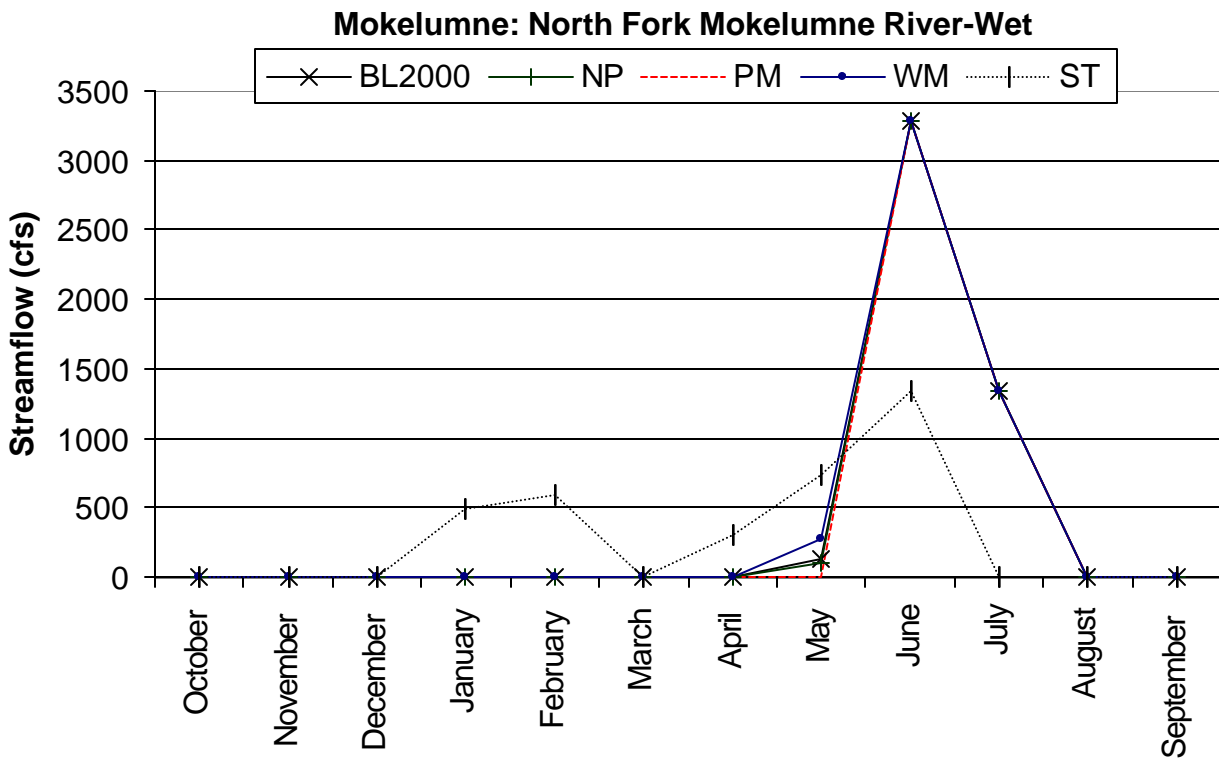 Mokelumne: North Fork Mokelumne River-Wet
BL2000 NP PM WM ST
3500
3000
2500
2000
1500
1000
500
0
Streamflow (cfs)
October
November
December
January
February
March
April
May
June
July
August
September